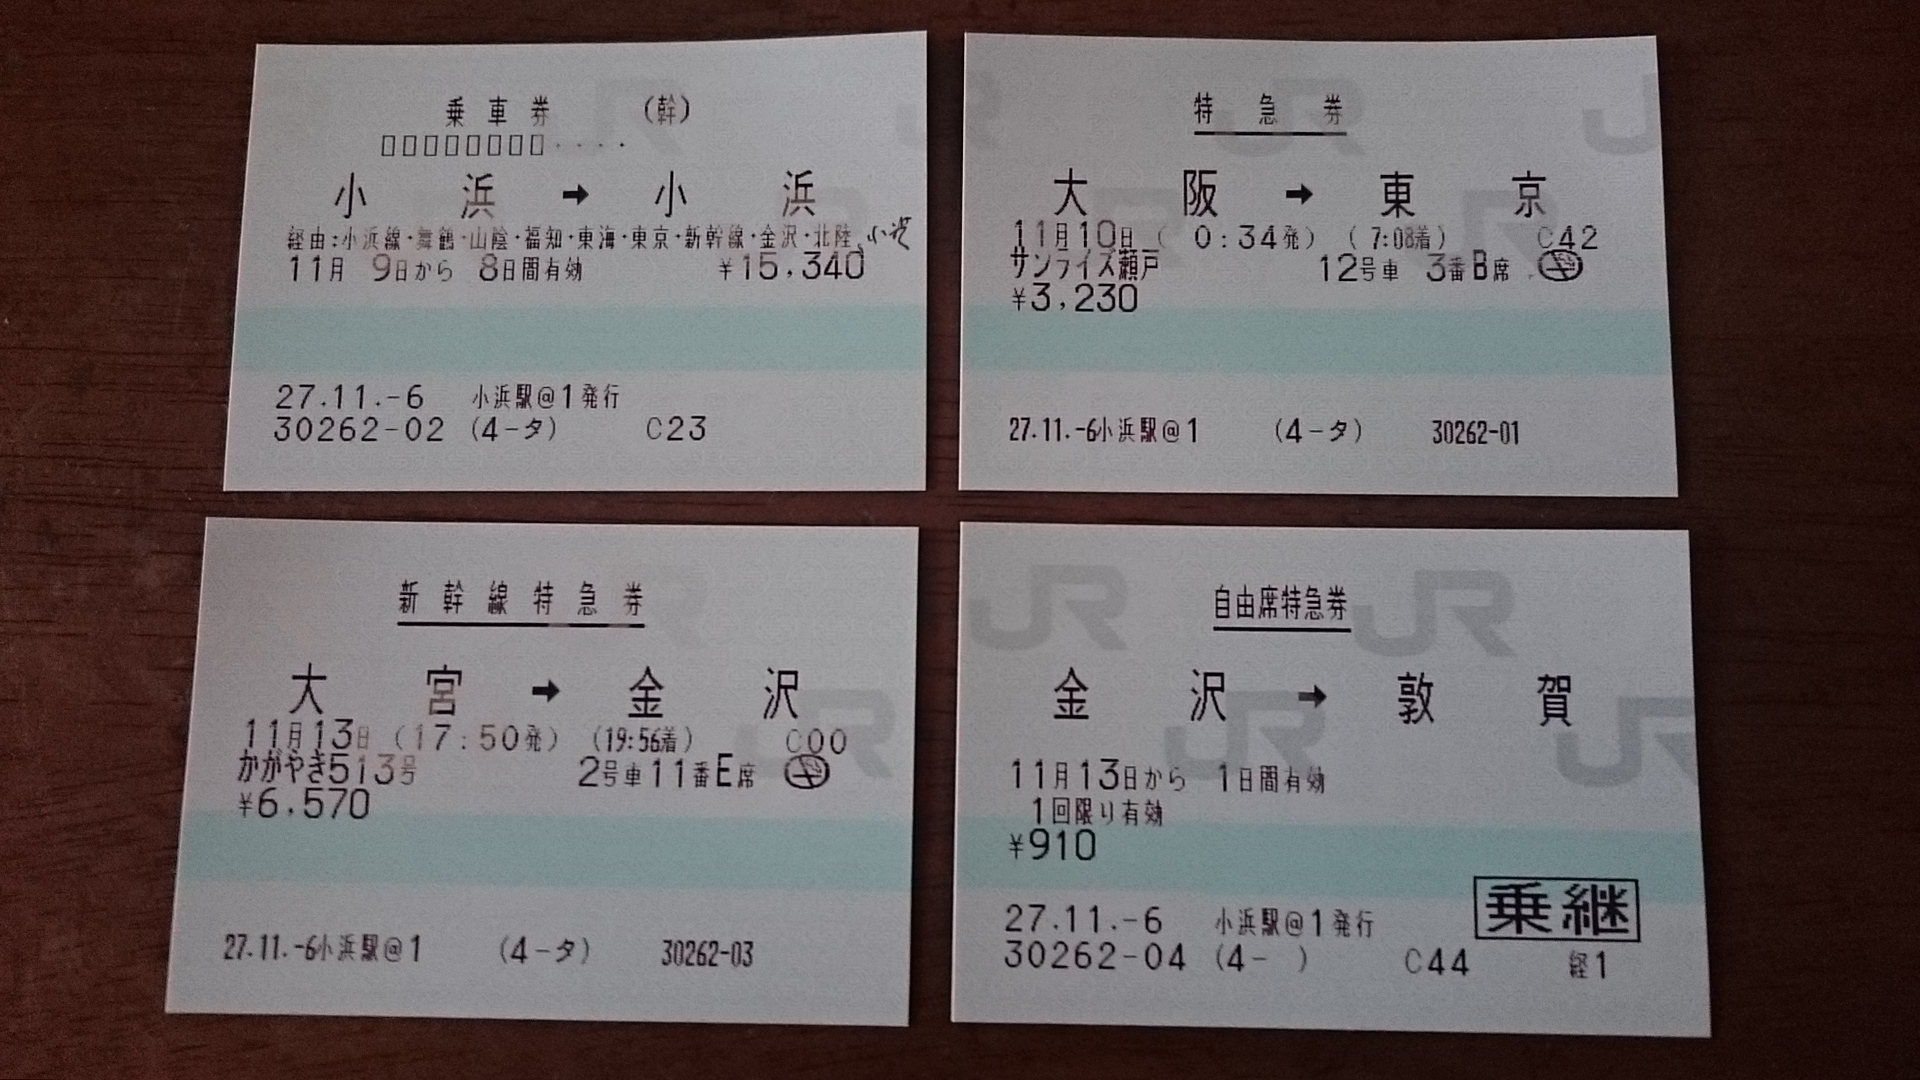 乗車券 (幹)
小浜 → 小浜
経由:小浜線・舞鶴・山陰・福知・東海・東京・新幹線・金沢・北陸、小浜
11月 9日から 8日間有効 ¥15,340
27.11.-6 小浜駅@1発行
30262-02 (4-タ) C23
特急券
大阪 → 東京
11月10日 ( 0:34発) (7:08着) C42
サンライズ瀬戸 12号車 3番B席
¥3,230
27.11.-6小浜駅@1 (4-タ) 30262-01
新幹線特急券
大宮 → 金沢
11月13日 (17:50発) (19:56着) C00
かがやき513号 2号車11番E席
¥6,570
27.11.-6小浜駅@1 (4-タ) 30262-03
自由席特急券
金沢 → 敦賀
11月13日から 1日間有効
1回限り有効
¥910
乗継
27.11.-6 小浜駅@1発行
30262-04 (4- ) C44 経1